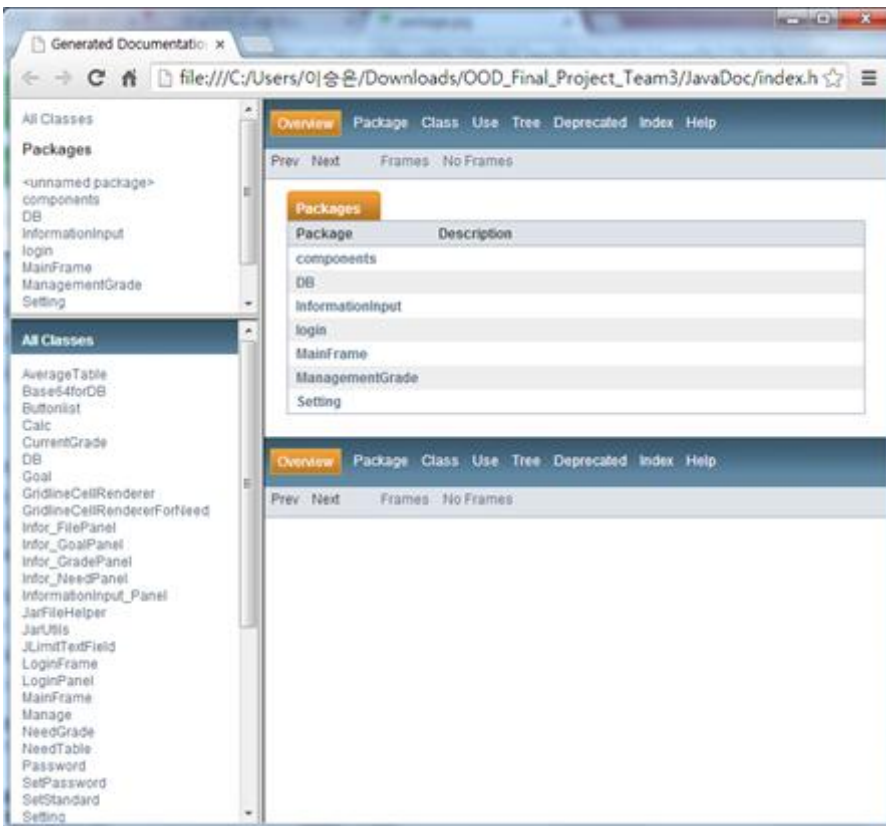 Generated Documentatio
file:///C:/Users/이승은/Downloads/OOD_Final_Project_Team3/JavaDoc/index.h
All Classes
Packages
<unnamed package>
components
DB
InformationInput
login
MainFrame
ManagementGrade
Setting
All Classes
AverageTable
Base64forDB
Buttonlist
Calc
CurrentGrade
DB
Goal
GridlineCellRenderer
GridlineCellRendererForNeed
Infor_FilePanel
Infor_GoalPanel
Infor_GradePanel
Infor_NeedPanel
InformationInput_Panel
JarFileHelper
JarUtils
JLimitTextField
LoginFrame
LoginPanel
MainFrame
Manage
NeedGrade
NeedTable
Password
SetPassword
SetStandard
Setting
Overview Package Class Use Tree Deprecated Index Help
Prev Next Frames No Frames
Packages
Package Description
components
DB
InformationInput
login
MainFrame
ManagementGrade
Setting
Overview Package Class Use Tree Deprecated Index Help
Prev Next Frames No Frames